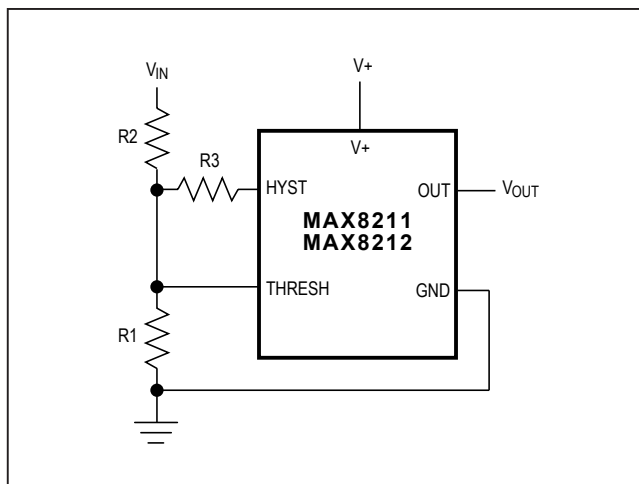 V+
VIN
V+
R2
R3
HYST
OUT
VOUT
MAX8211
MAX8212
THRESH
GND
R1